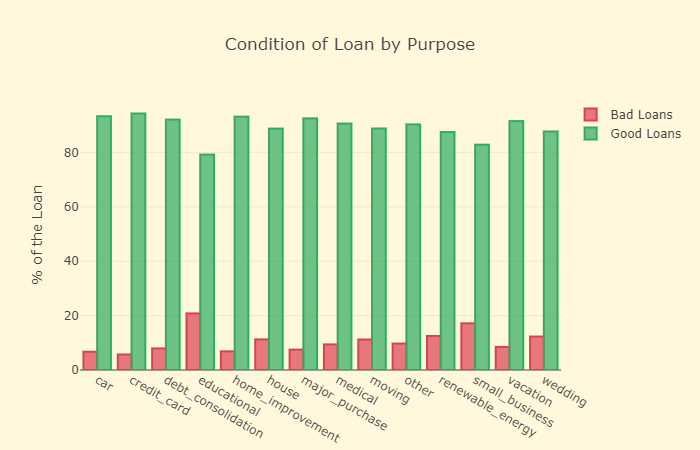 Condition of Loan by Purpose
Bad Loans
Good Loans
% of the Loan
80
60
40
20
0
car
credit_card
debt_consolidation
educational
home_improvement
house
major_purchase
medical
moving
other
renewable_energy
small_business
vacation
wedding